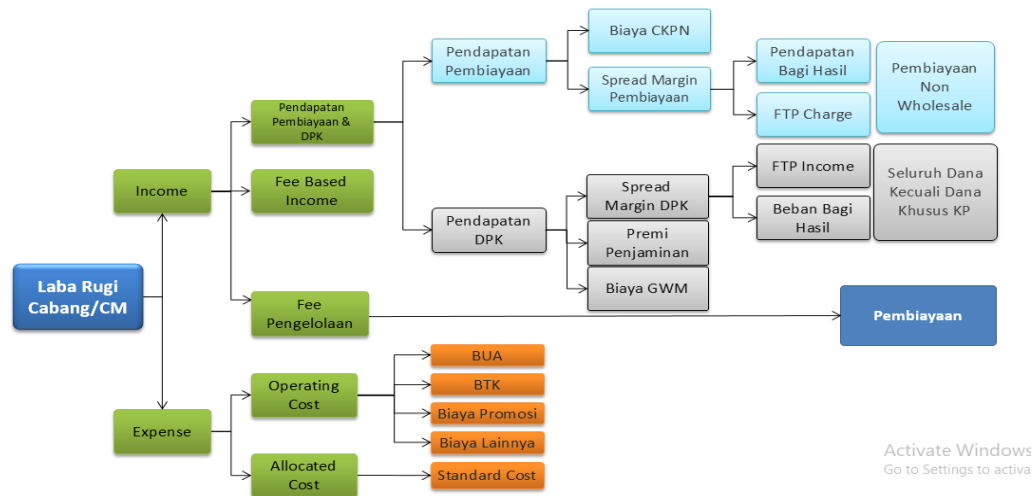 Biaya CKPN
Pendapatan
Pembiayaan
Pendapatan
Bagi Hasil
Pembiayaan
Non
Wholesale
Spread Margin
Pembiayaan
Pendapatan
Pembiayaan &
DPK
FTP Charge
Income
Fee Based
Income
FTP Income
Seluruh Dana
Kecuali Dana
Khusus KP
Spread
Margin DPK
Pendapatan
DPK
Beban Bagi
Hasil
Premi
Penjaminan
Biaya GWM
Laba Rugi
Cabang/CM
Fee
Pengelolaan
Pembiayaan
BUA
Operating
Cost
BTK
Biaya Promosi
Expense
Biaya Lainnya
Allocated
Cost
Standard Cost
Activate Windows
Go to Settings to activa